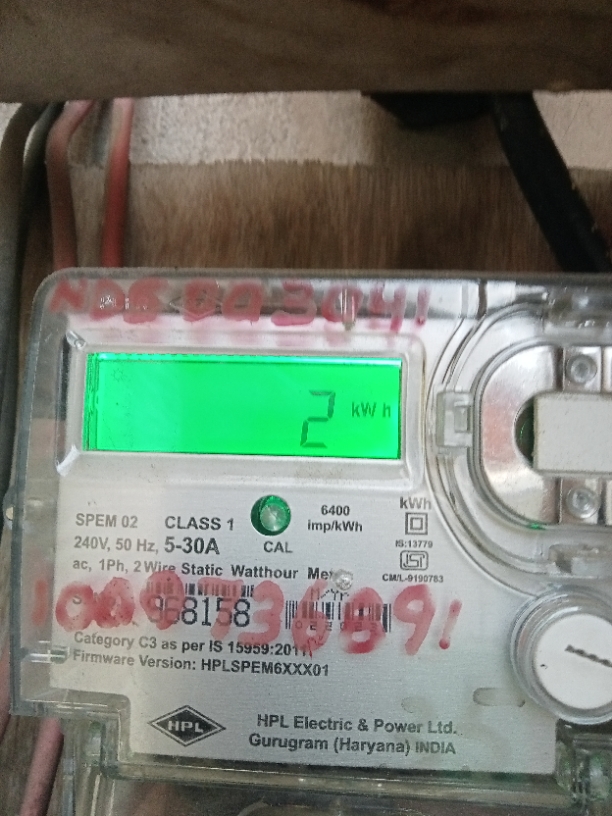 2 kWh
6400
imp/kWh
kWh
SPEM 02 CLASS 1
CAL
IS:13779
240V, 50 Hz, 5-30A
ac, 1Ph, 2 Wire Static Watthour
CM/L-9190783
968158
Category C3 as per IS 15959:2011
Firmware Version: HPLSPEM6XXX01
HPL
HPL Electric & Power Ltd.
Gurugram (Haryana) INDIA